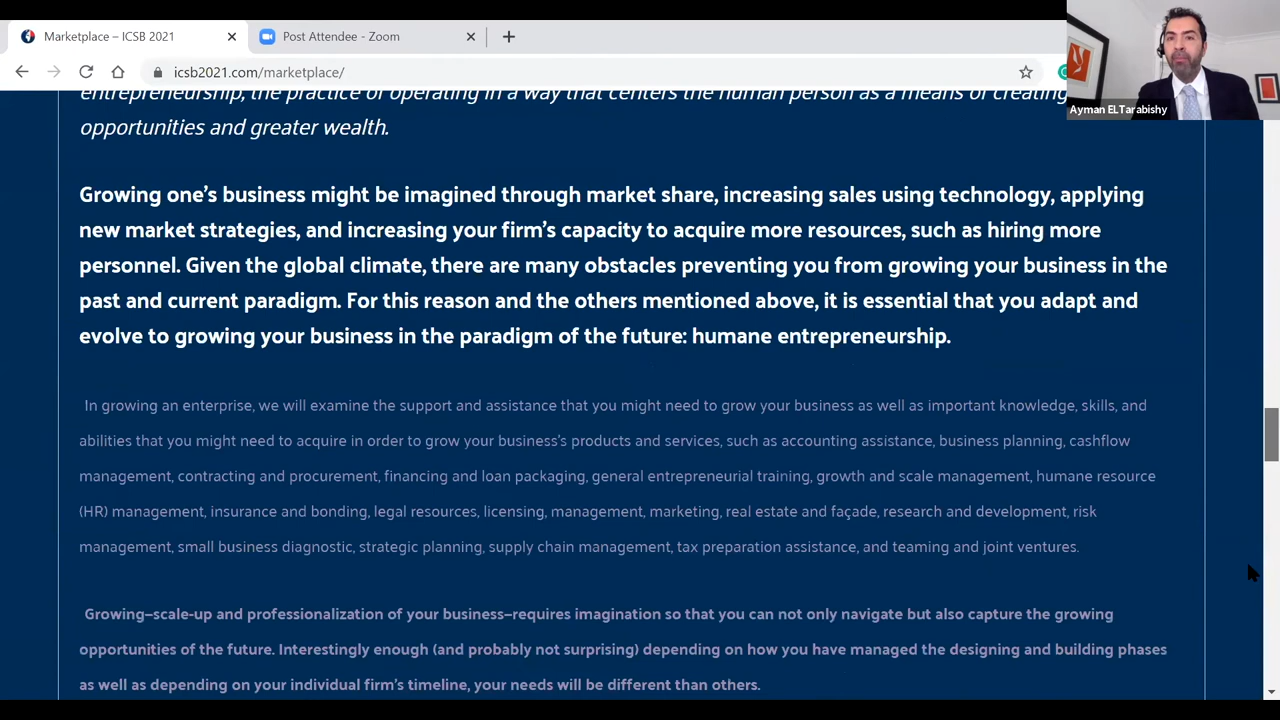 Marketplace – ICSB 2021
Post Attendee - Zoom
icsb2021.com/marketplace/
Ayman ELTarabishy
entrepreneurship, the practice of operating in a way that centers the human person as a means of creating
opportunities and greater wealth.
Growing one's business might be imagined through market share, increasing sales using technology, applying
new market strategies, and increasing your firm's capacity to acquire more resources, such as hiring more
personnel. Given the global climate, there are many obstacles preventing you from growing your business in the
past and current paradigm. For this reason and the others mentioned above, it is essential that you adapt and
evolve to growing your business in the paradigm of the future: humane entrepreneurship.
In growing an enterprise, we will examine the support and assistance that you might need to grow your business as well as important knowledge, skills, and
abilities that you might need to acquire in order to grow your business's products and services, such as accounting assistance, business planning, cashflow
management, contracting and procurement, financing and loan packaging, general entrepreneurial training, growth and scale management, humane resource
(HR) management, insurance and bonding, legal resources, licensing, management, marketing, real estate and façade, research and development, risk
management, small business diagnostic, strategic planning, supply chain management, tax preparation assistance, and teaming and joint ventures.
Growing—scale-up and professionalization of your business—requires imagination so that you can not only navigate but also capture the growing
opportunities of the future. Interestingly enough (and probably not surprising) depending on how you have managed the designing and building phases
as well as depending on your individual firm's timeline, your needs will be different than others.